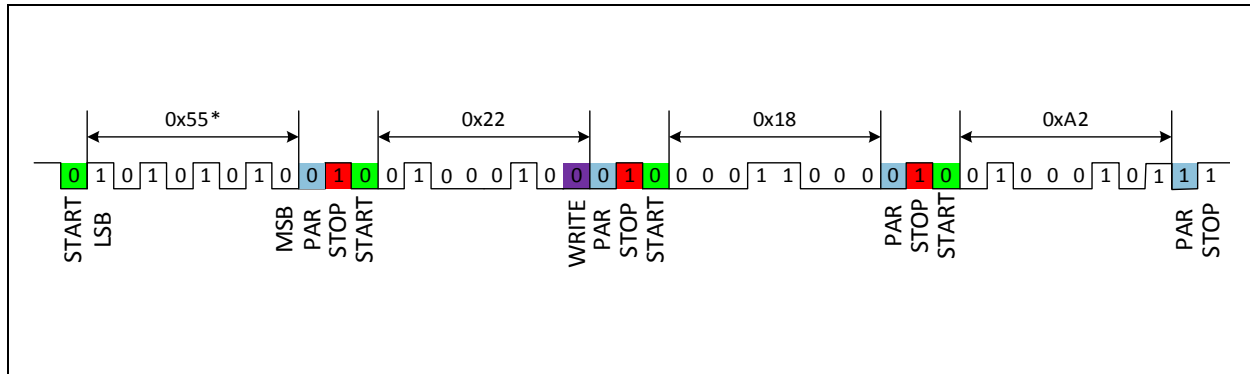 0x55* 0x22 0x18 0xA2
0 1 0 1 0 1 0 1 0 0 1 0 0 1 0 0 0 1 0 0 0 1 0 0 0 0 1 1 0 0 0 0 1 0 0 1 0 0 0 1 0 1 1 1
START LSB MSB PAR STOP START WRITE PAR STOP START PAR STOP START PAR STOP